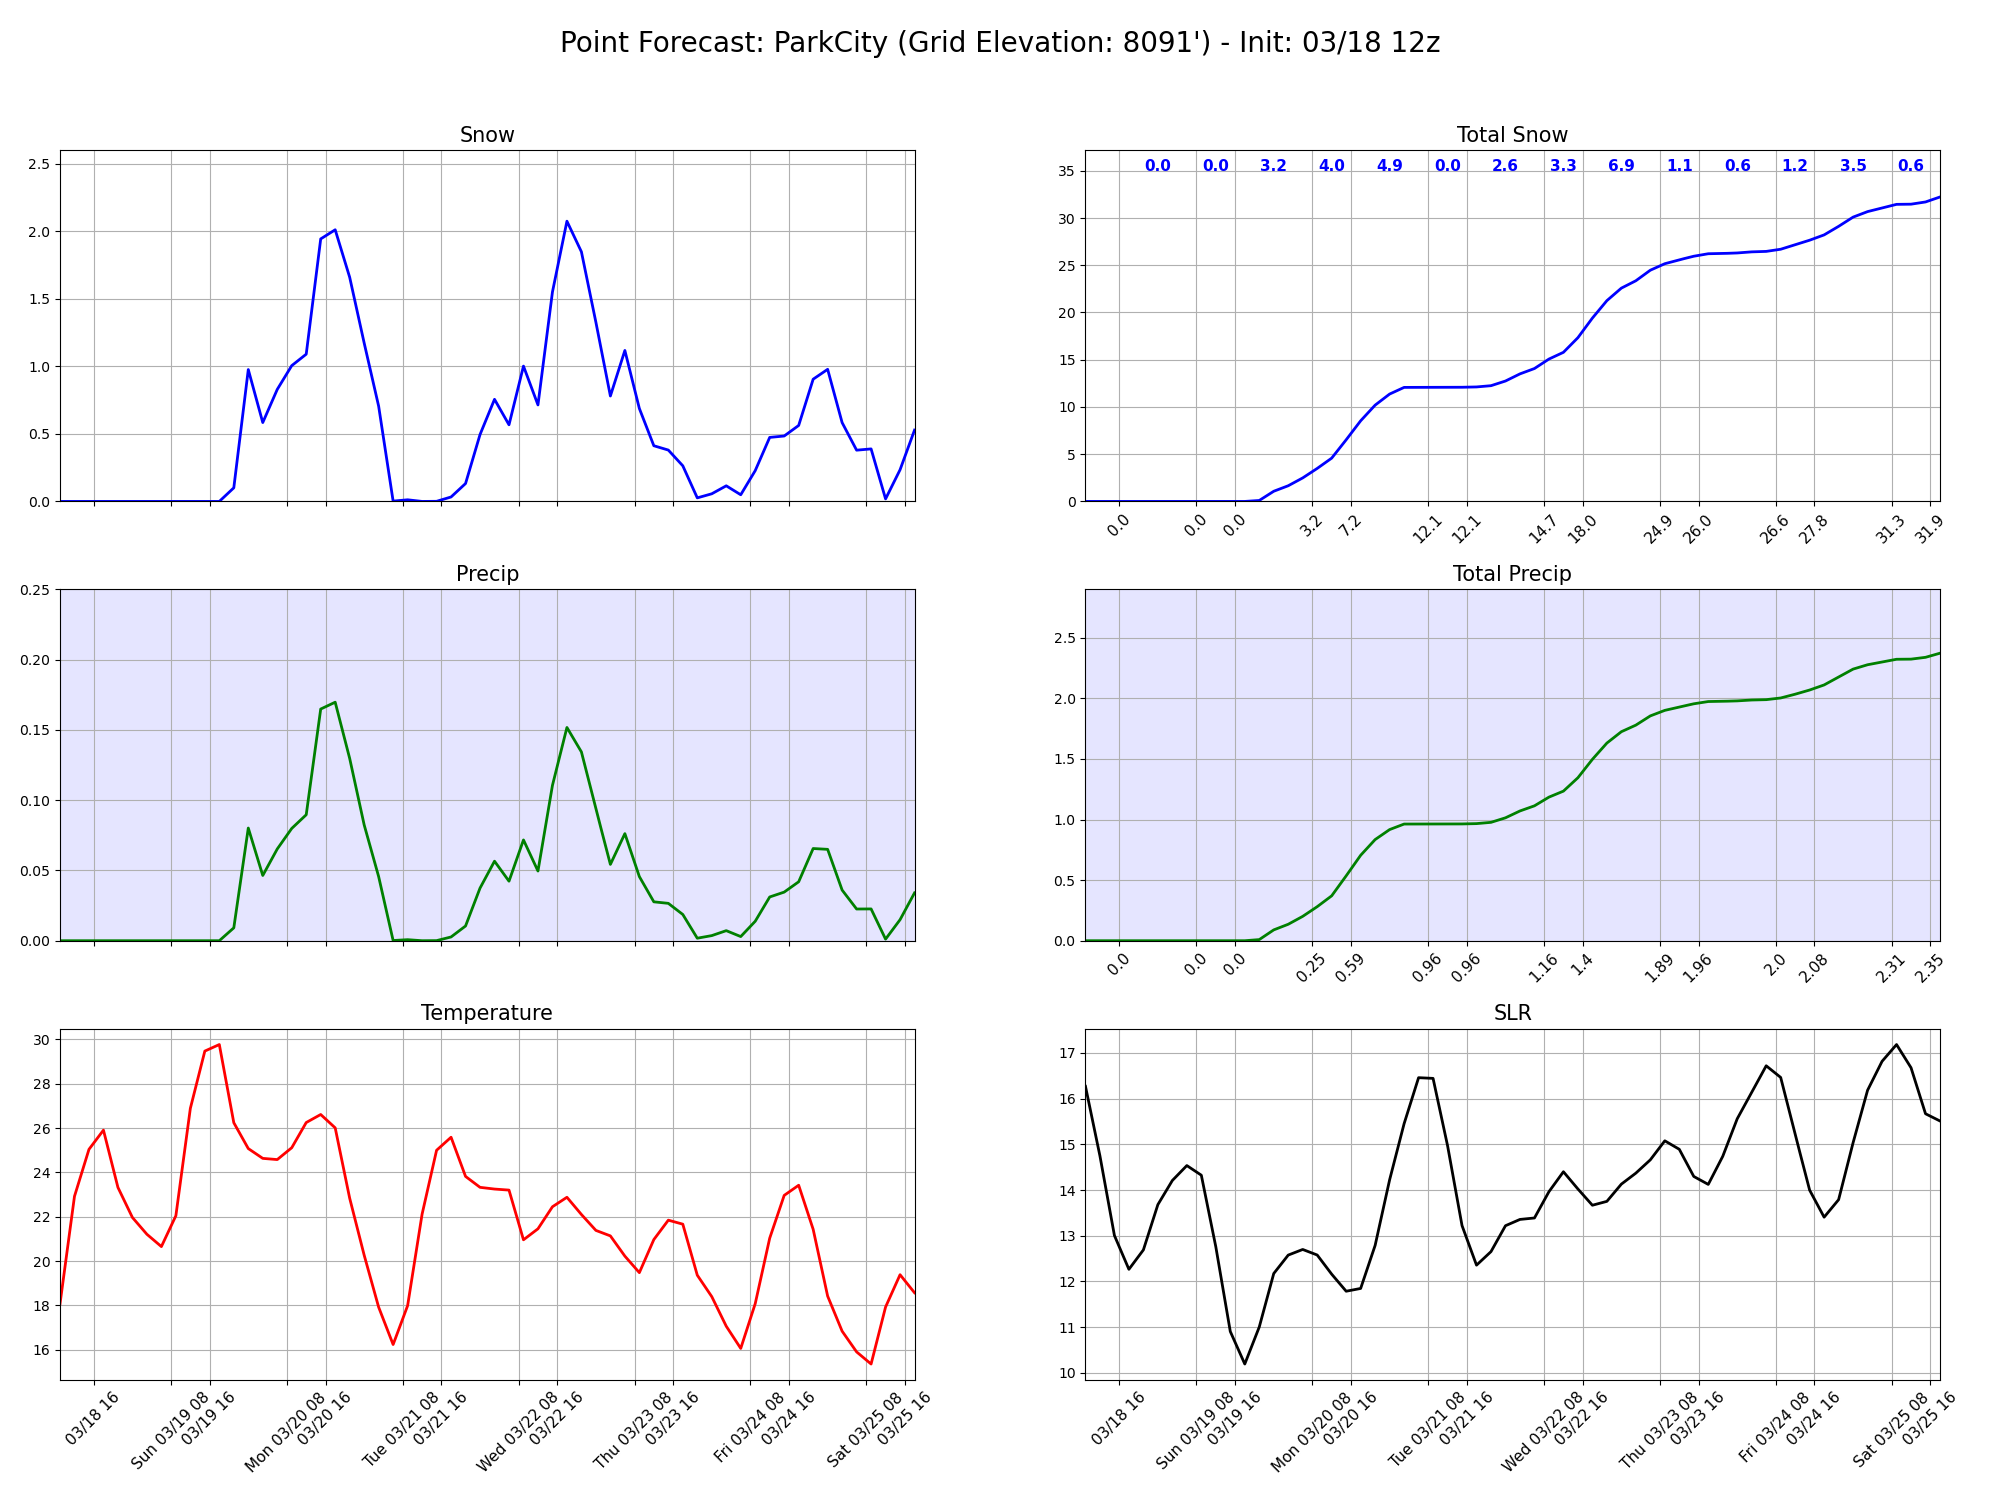 Point Forecast: ParkCity (Grid Elevation: 8091') - Init: 03/18 12z
Snow
2.5
2.0
1.5
1.0
0.5
0.0
Total Snow
0.0 0.0 3.2 4.0 4.9 0.0 2.6 3.3 6.9 1.1 0.6 1.2 3.5 0.6
35
30
25
20
15
10
5
0
0.0 0.0 0.0 3.2 7.2 12.1 12.1 14.7 18.0 24.9 26.0 26.6 27.8 31.3 31.9
Precip
0.25
0.20
0.15
0.10
0.05
0.00
Total Precip
2.5
2.0
1.5
1.0
0.5
0.0
0.0 0.0 0.0 0.25 0.59 0.96 0.96 1.16 1.4 1.89 1.96 2.0 2.08 2.31 2.35
Temperature
30
28
26
24
22
20
18
16
03/18 16
Sun 03/19 08
03/19 16
Mon 03/20 08
03/20 16
Tue 03/21 08
03/21 16
Wed 03/22 08
03/22 16
Thu 03/23 08
03/23 16
Fri 03/24 08
03/24 16
Sat 03/25 08
03/25 16
SLR
17
16
15
14
13
12
11
10
03/18 16
Sun 03/19 08
03/19 16
Mon 03/20 08
03/20 16
Tue 03/21 08
03/21 16
Wed 03/22 08
03/22 16
Thu 03/23 08
03/23 16
Fri 03/24 08
03/24 16
Sat 03/25 08
03/25 16